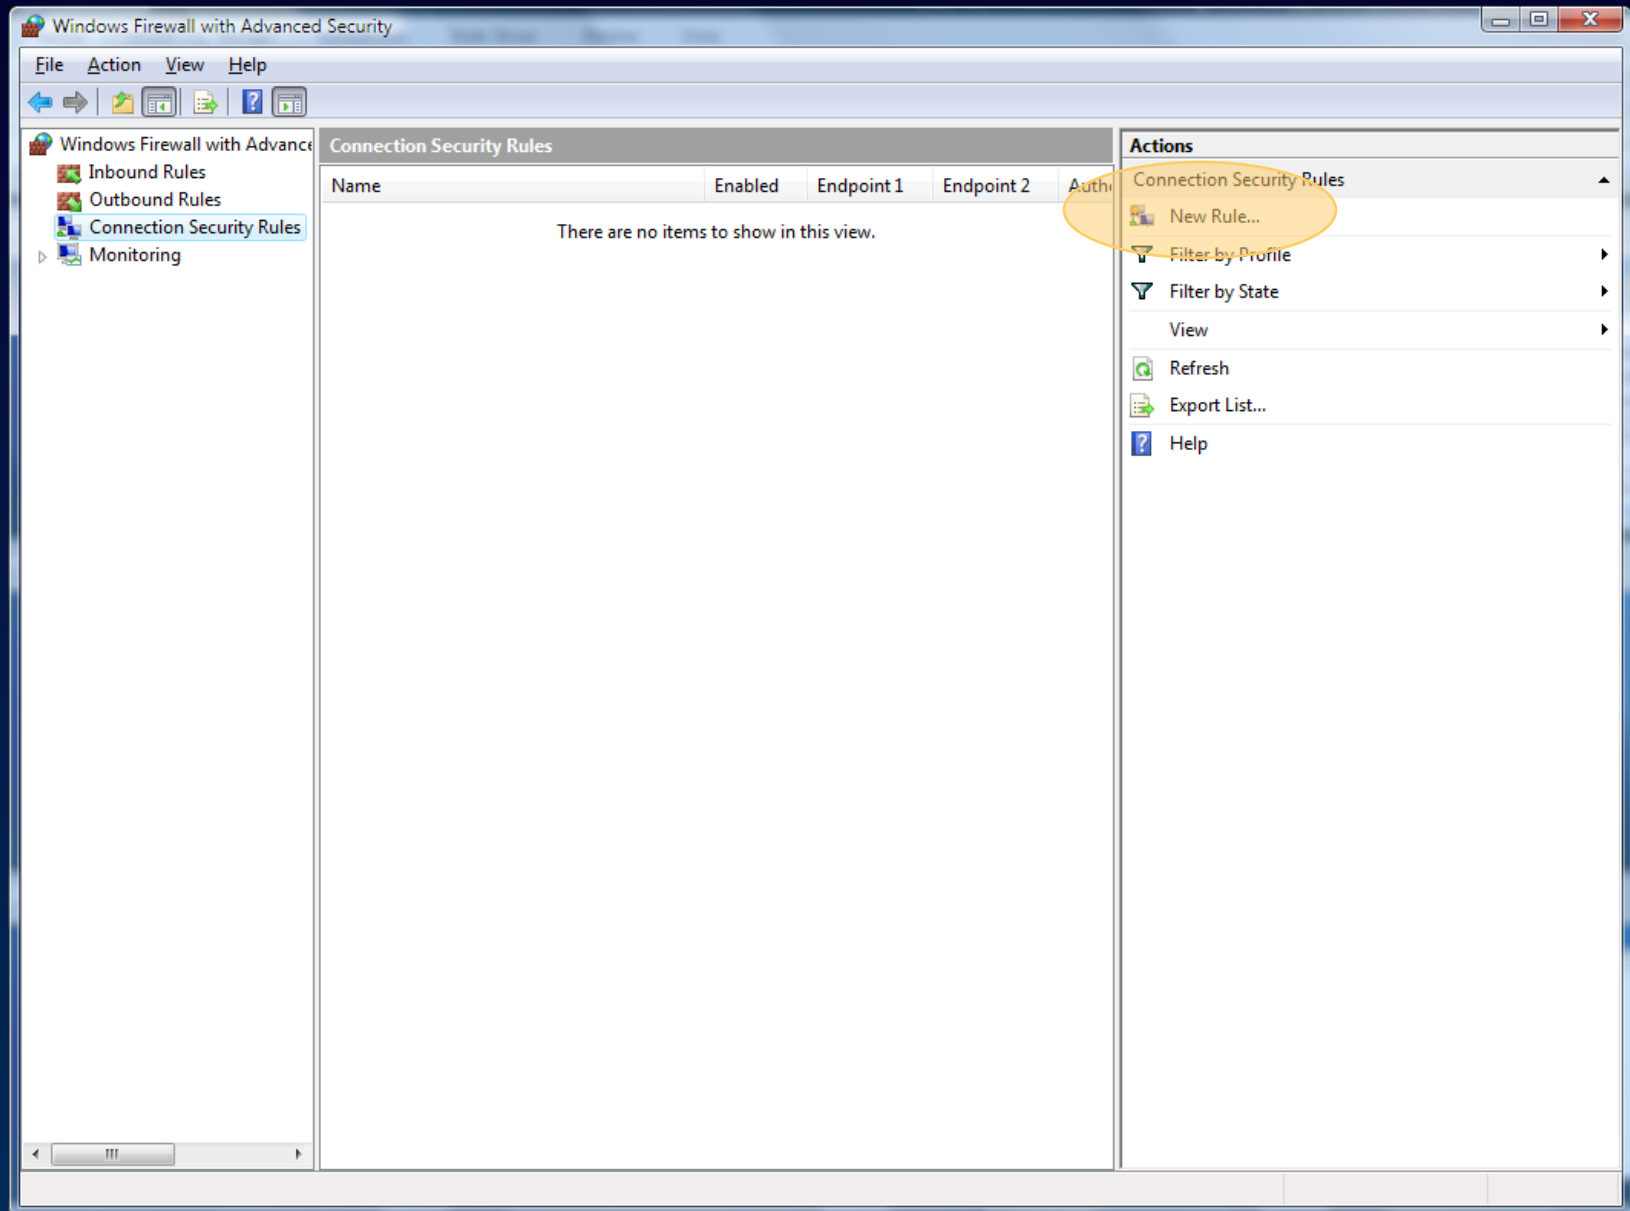 Windows Firewall with Advanced Security
File Action View Help
Windows Firewall with Advance
Inbound Rules
Outbound Rules
Connection Security Rules
Monitoring
Connection Security Rules
Name Enabled Endpoint 1 Endpoint 2 Authe
There are no items to show in this view.
Actions
Connection Security Rules
New Rule...
Filter by Profile
Filter by State
View
Refresh
Export List...
Help